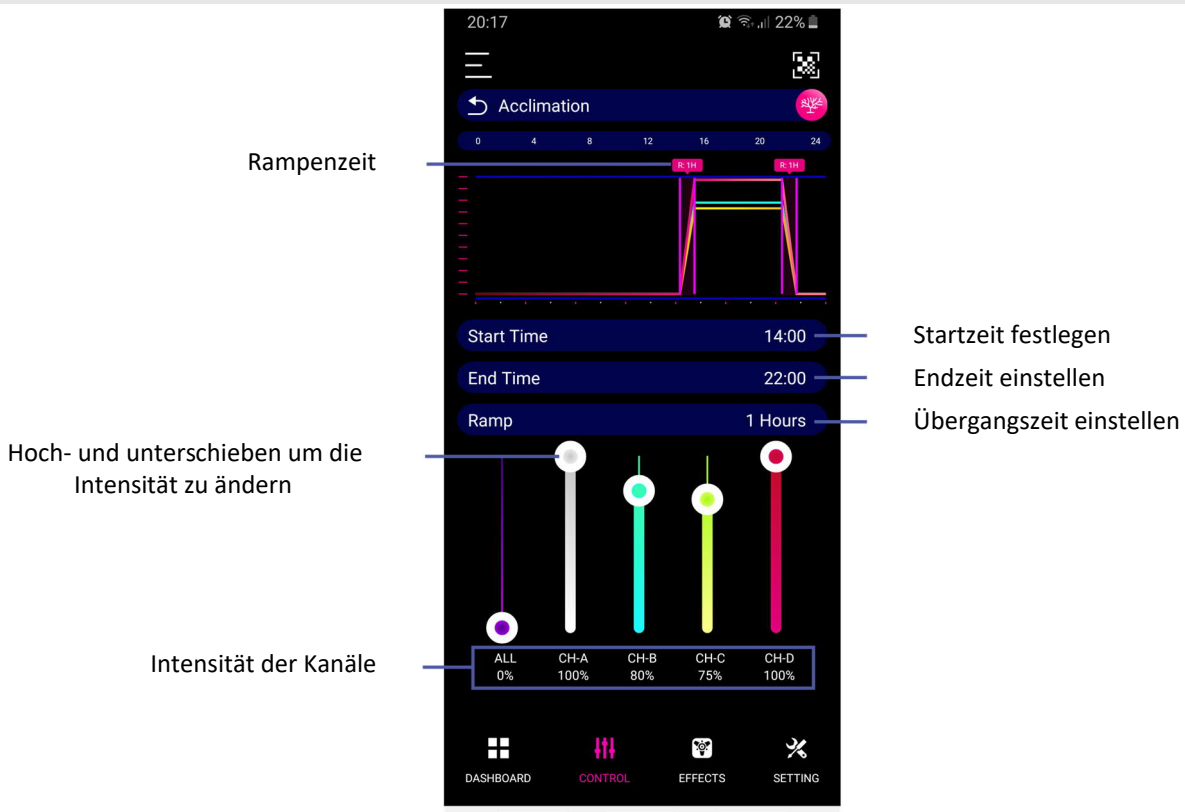 20:17 22%
Acclimation
0 4 8 12 16 20 24
Rampenzeit
R: 1H R: 1H
Start Time 14:00
Startzeit festlegen
End Time 22:00
Endzeit einstellen
Ramp 1 Hours
Übergangszeit einstellen
Hoch- und unterschieben um die
Intensität zu ändern
Intensität der Kanäle
ALL CH-A CH-B CH-C CH-D
0% 100% 80% 75% 100%
DASHBOARD CONTROL EFFECTS SETTING